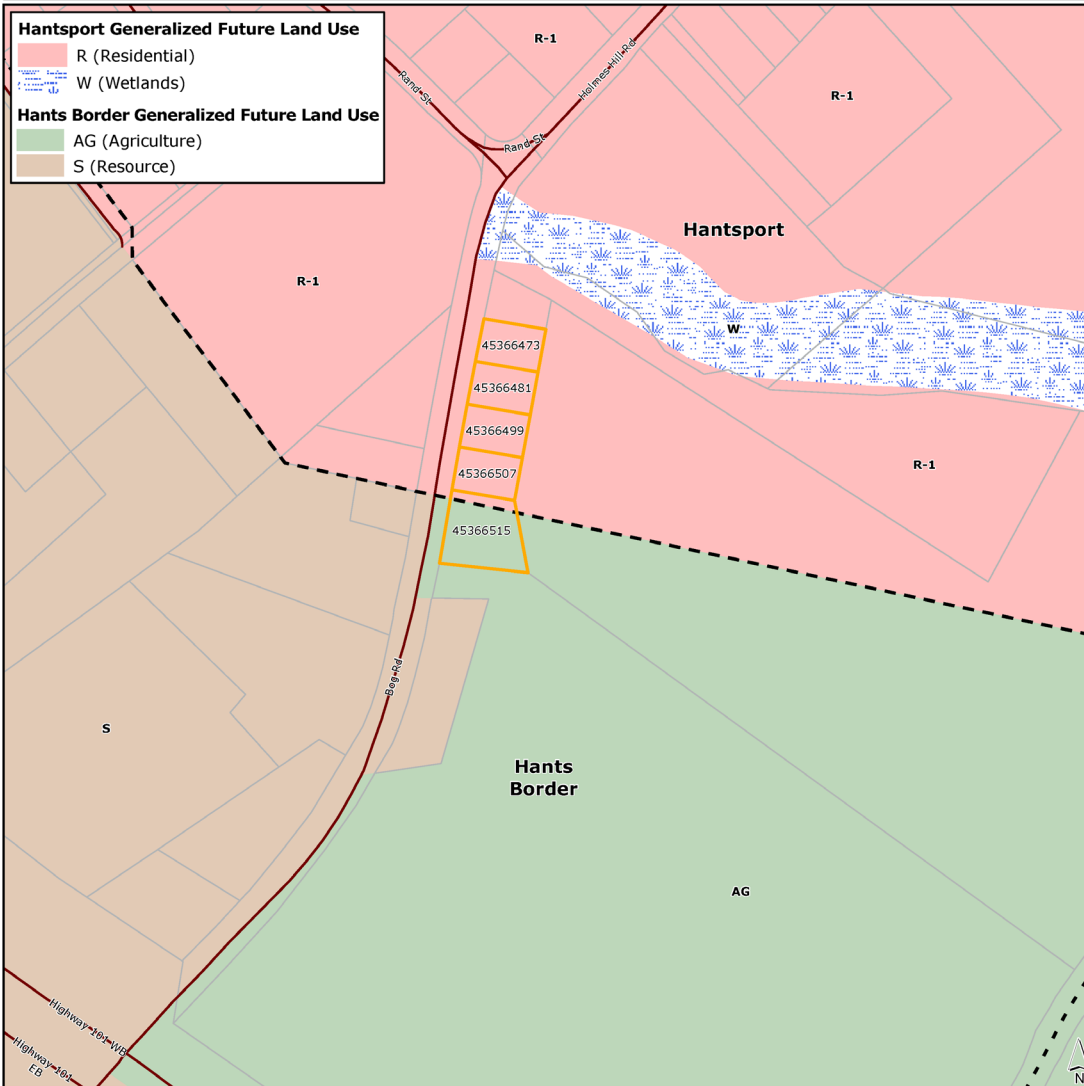 Hantsport Generalized Future Land Use
R (Residential)
W (Wetlands)
Hants Border Generalized Future Land Use
AG (Agriculture)
S (Resource)
R-1
Rand St
Holmes Hill Rd
Rand St
R-1
Hantsport
R-1
W
45366473
45366481
45366499
R-1
45366507
45366515
Bog Rd
S
Hants
Border
AG
Highway 101 WB
Highway 101
EB
N